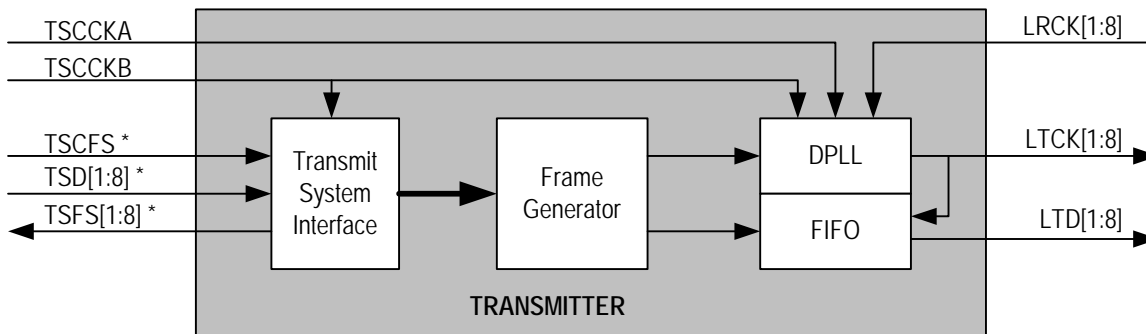 TSCCKA
LRCK[1:8]
TSCCKB
TSCFS *
TSD[1:8] *
TSFS[1:8] *
Transmit
System
Interface
Frame
Generator
DPLL
FIFO
LTCK[1:8]
LTD[1:8]
TRANSMITTER